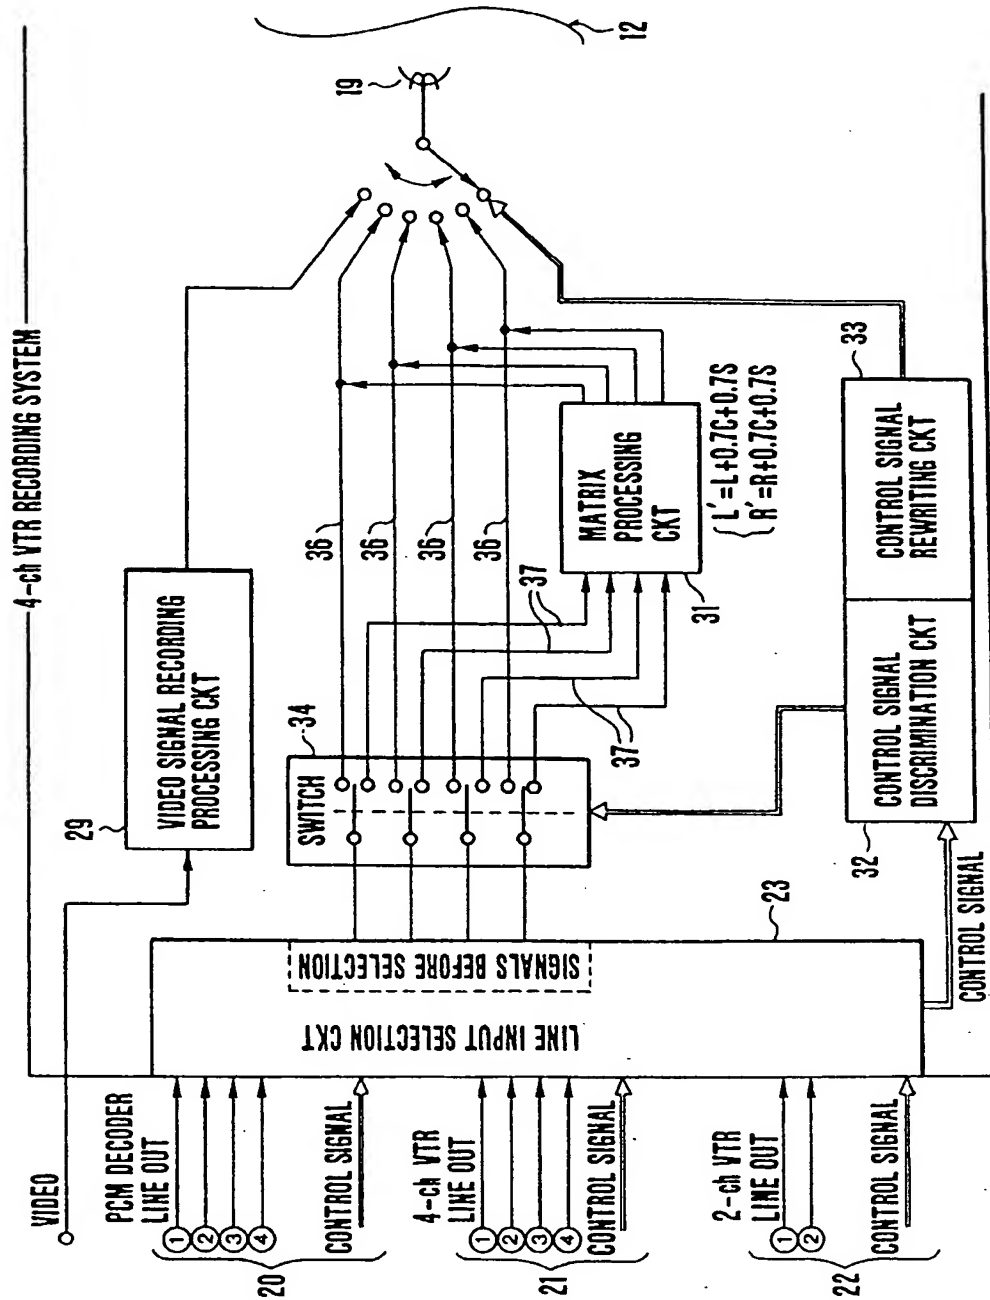 4-ch VTR RECORDING SYSTEM
VIDEO
29
VIDEO SIGNAL RECORDING
PROCESSING CKT
19
12
PCM DECODER
LINE OUT
1
2
3
4
CONTROL SIGNAL
20
4-ch VTR
LINE OUT
1
2
3
4
CONTROL SIGNAL
21
2-ch VTR
LINE OUT
1
2
CONTROL SIGNAL
22
LINE INPUT SELECTION CKT
SIGNALS BEFORE SELECTION
23
SWITCH
34
36
36
36
36
37
37
MATRIX
PROCESSING
CKT
31
L'=L+0.7C+0.7S
R'=R+0.7C+0.7S
CONTROL SIGNAL
32
CONTROL SIGNAL
DISCRIMINATION CKT
33
CONTROL SIGNAL
REWRITING CKT